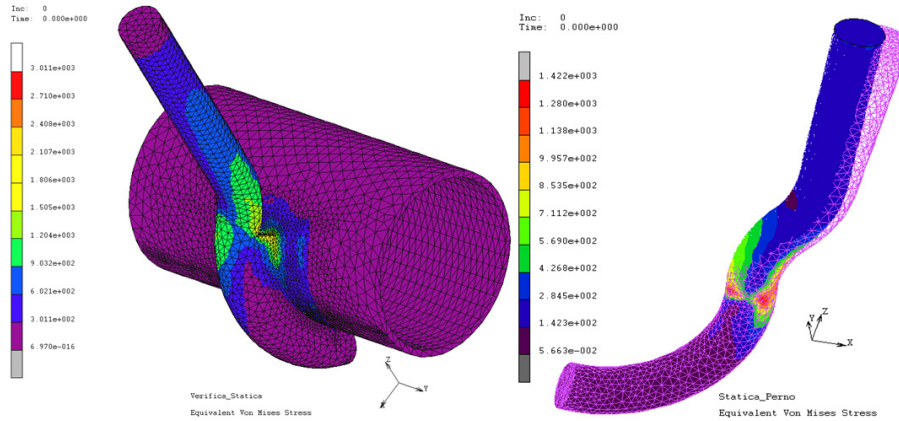 Inc: 0
Time: 0.000e+000
3.011e+003
2.710e+003
2.408e+003
2.107e+003
1.806e+003
1.505e+003
1.204e+003
9.032e+002
6.021e+002
3.011e+002
6.970e-016
Z
Y
X
Verifica_Statica
Equivalent Von Mises Stress
Inc: 0
Time: 0.000e+000
1.422e+003
1.280e+003
1.138e+003
9.957e+002
8.535e+002
7.112e+002
5.690e+002
4.268e+002
2.845e+002
1.423e+002
5.663e-002
Y
Z
X
Statica_Perno
Equivalent Von Mises Stress